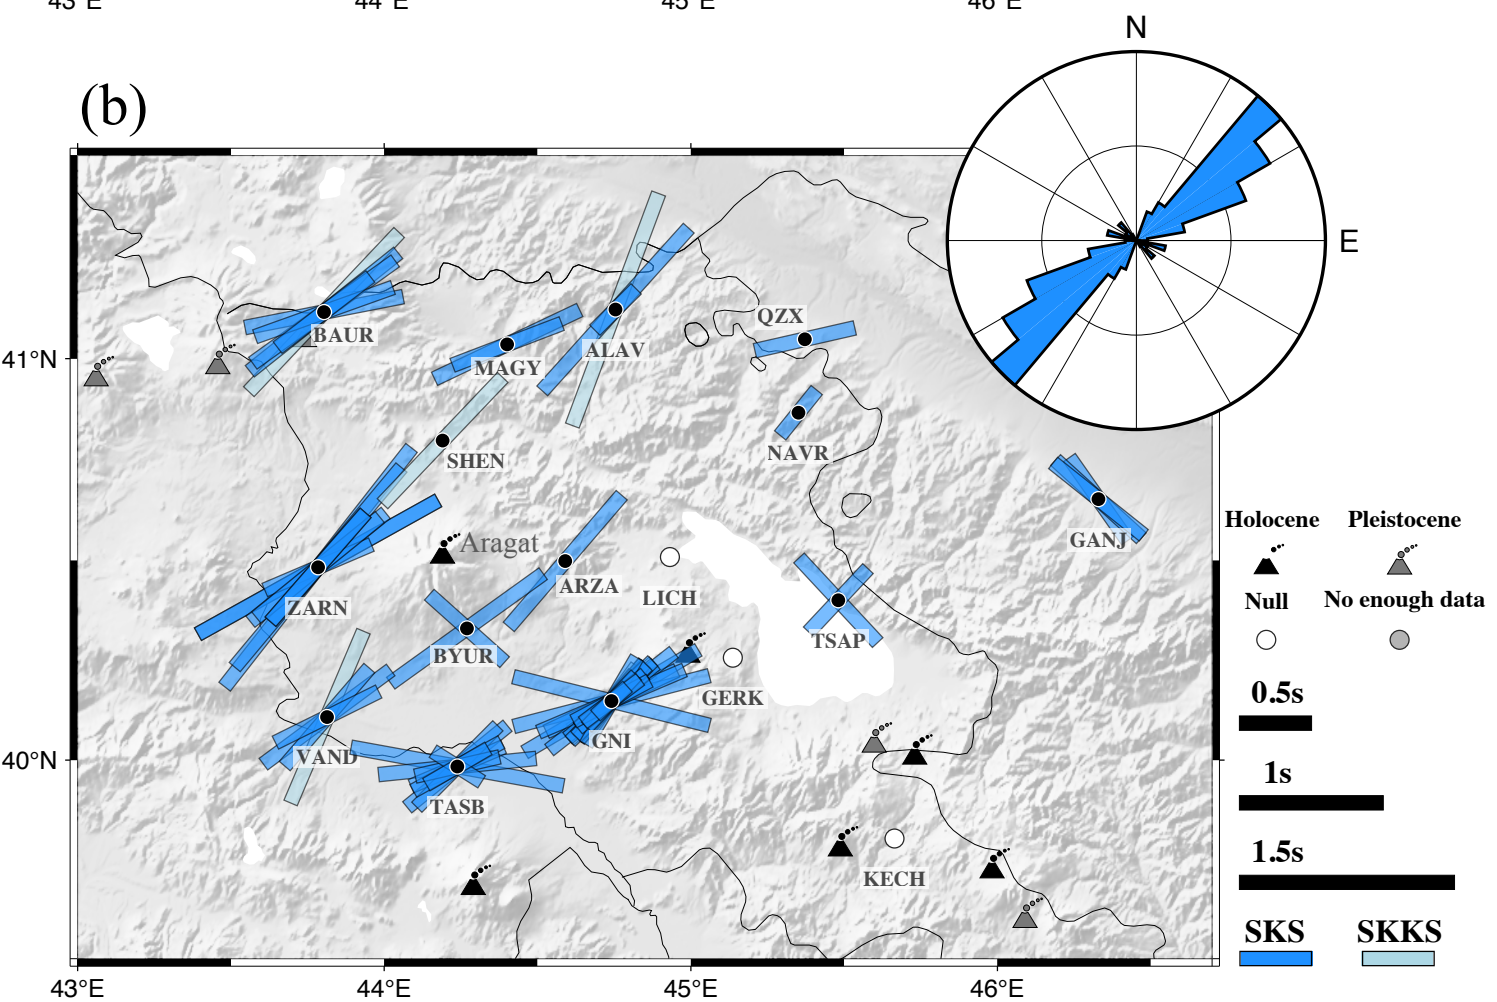 43°E 44°E 45°E 46°E
(b)
N
E
QZX
BAUR
ALAV
MAGY
41°N
NAVR
SHEN
Holocene Pleistocene
GANJ
Aragat
ARZA
LICH
Null No enough data
ZARN
TSAP
BYUR
GERK
0.5s
GNI
VAND
40°N
1s
TASB
1.5s
KECH
SKS SKKS
43°E 44°E 45°E 46°E